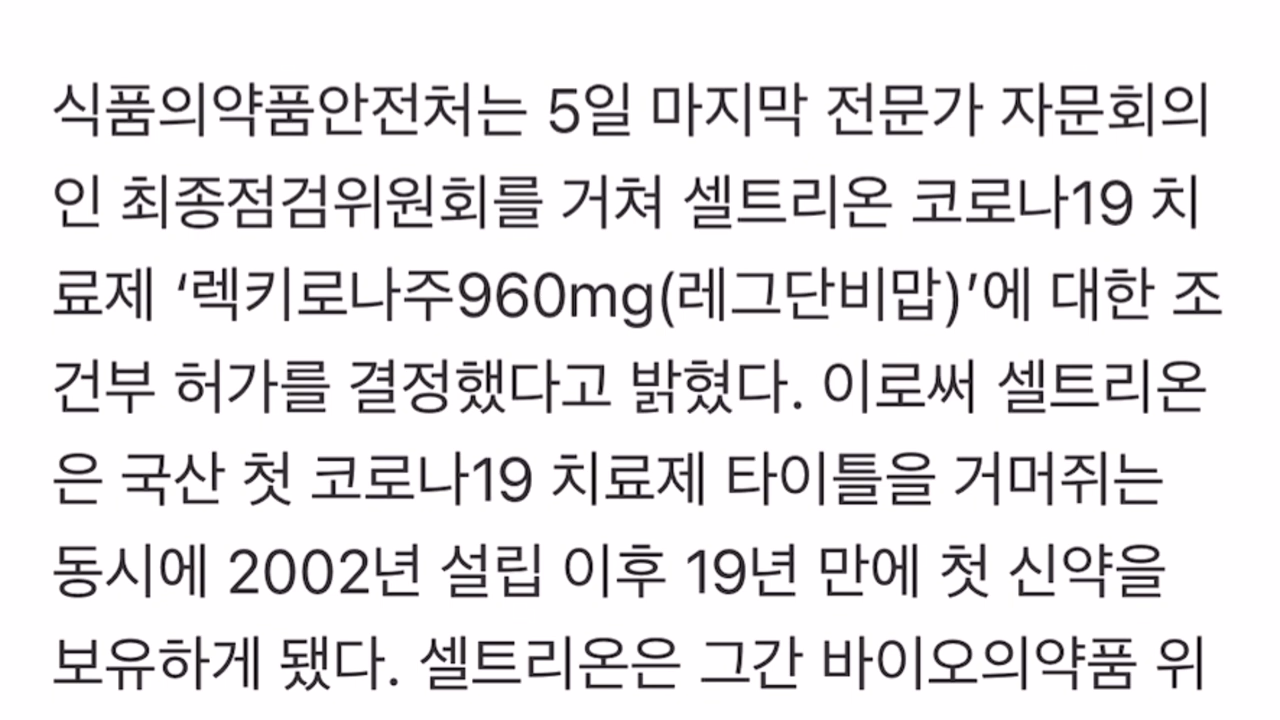 식품의약품안전처는 5일 마지막 전문가 자문회의
인 최종점검위원회를 거쳐 셀트리온 코로나19 치
료제 ‘렉키로나주960mg(레그단비맙)’에 대한 조
건부 허가를 결정했다고 밝혔다. 이로써 셀트리온
은 국산 첫 코로나19 치료제 타이틀을 거머쥐는
동시에 2002년 설립 이후 19년 만에 첫 신약을
보유하게 됐다. 셀트리온은 그간 바이오의약품 위